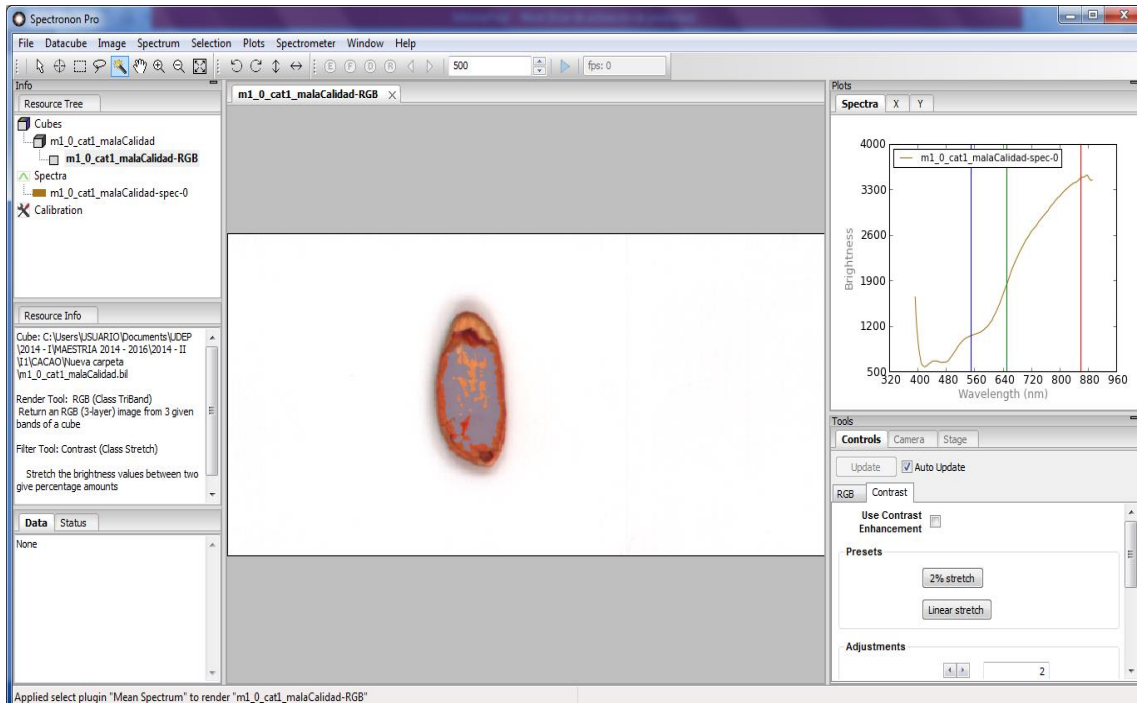 Spectronon Pro
File Datacube Image Spectrum Selection Plots Spectrometer Window Help
E F D R 500 fps: 0
Info
Resource Tree
Cubes
m1_0_cat1_malaCalidad
m1_0_cat1_malaCalidad-RGB
Spectra
m1_0_cat1_malaCalidad-spec-0
Calibration
Resource Info
Cube: C:\Users\USUARIO\Documents\UDEP
\2014 - I\MAESTRIA 2014 - 2016\2014 - II
\I1\CACAO\Nueva carpeta
\m1_0_cat1_malaCalidad.bil
Render Tool: RGB (Class TriBand)
Return an RGB (3-layer) image from 3 given
bands of a cube
Filter Tool: Contrast (Class Stretch)
Stretch the brightness values between two
give percentage amounts
Data Status
None
m1_0_cat1_malaCalidad-RGB X
Plots
Spectra X Y
m1_0_cat1_malaCalidad-spec-0
4000
3300
2600
1900
1200
500
Brightness
320 400 480 560 640 720 800 880 960
Wavelength (nm)
Tools
Controls Camera Stage
Update Auto Update
RGB Contrast
Use Contrast
Enhancement
Presets
2% stretch
Linear stretch
Adjustments
2
Applied select plugin "Mean Spectrum" to render "m1_0_cat1_malaCalidad-RGB"